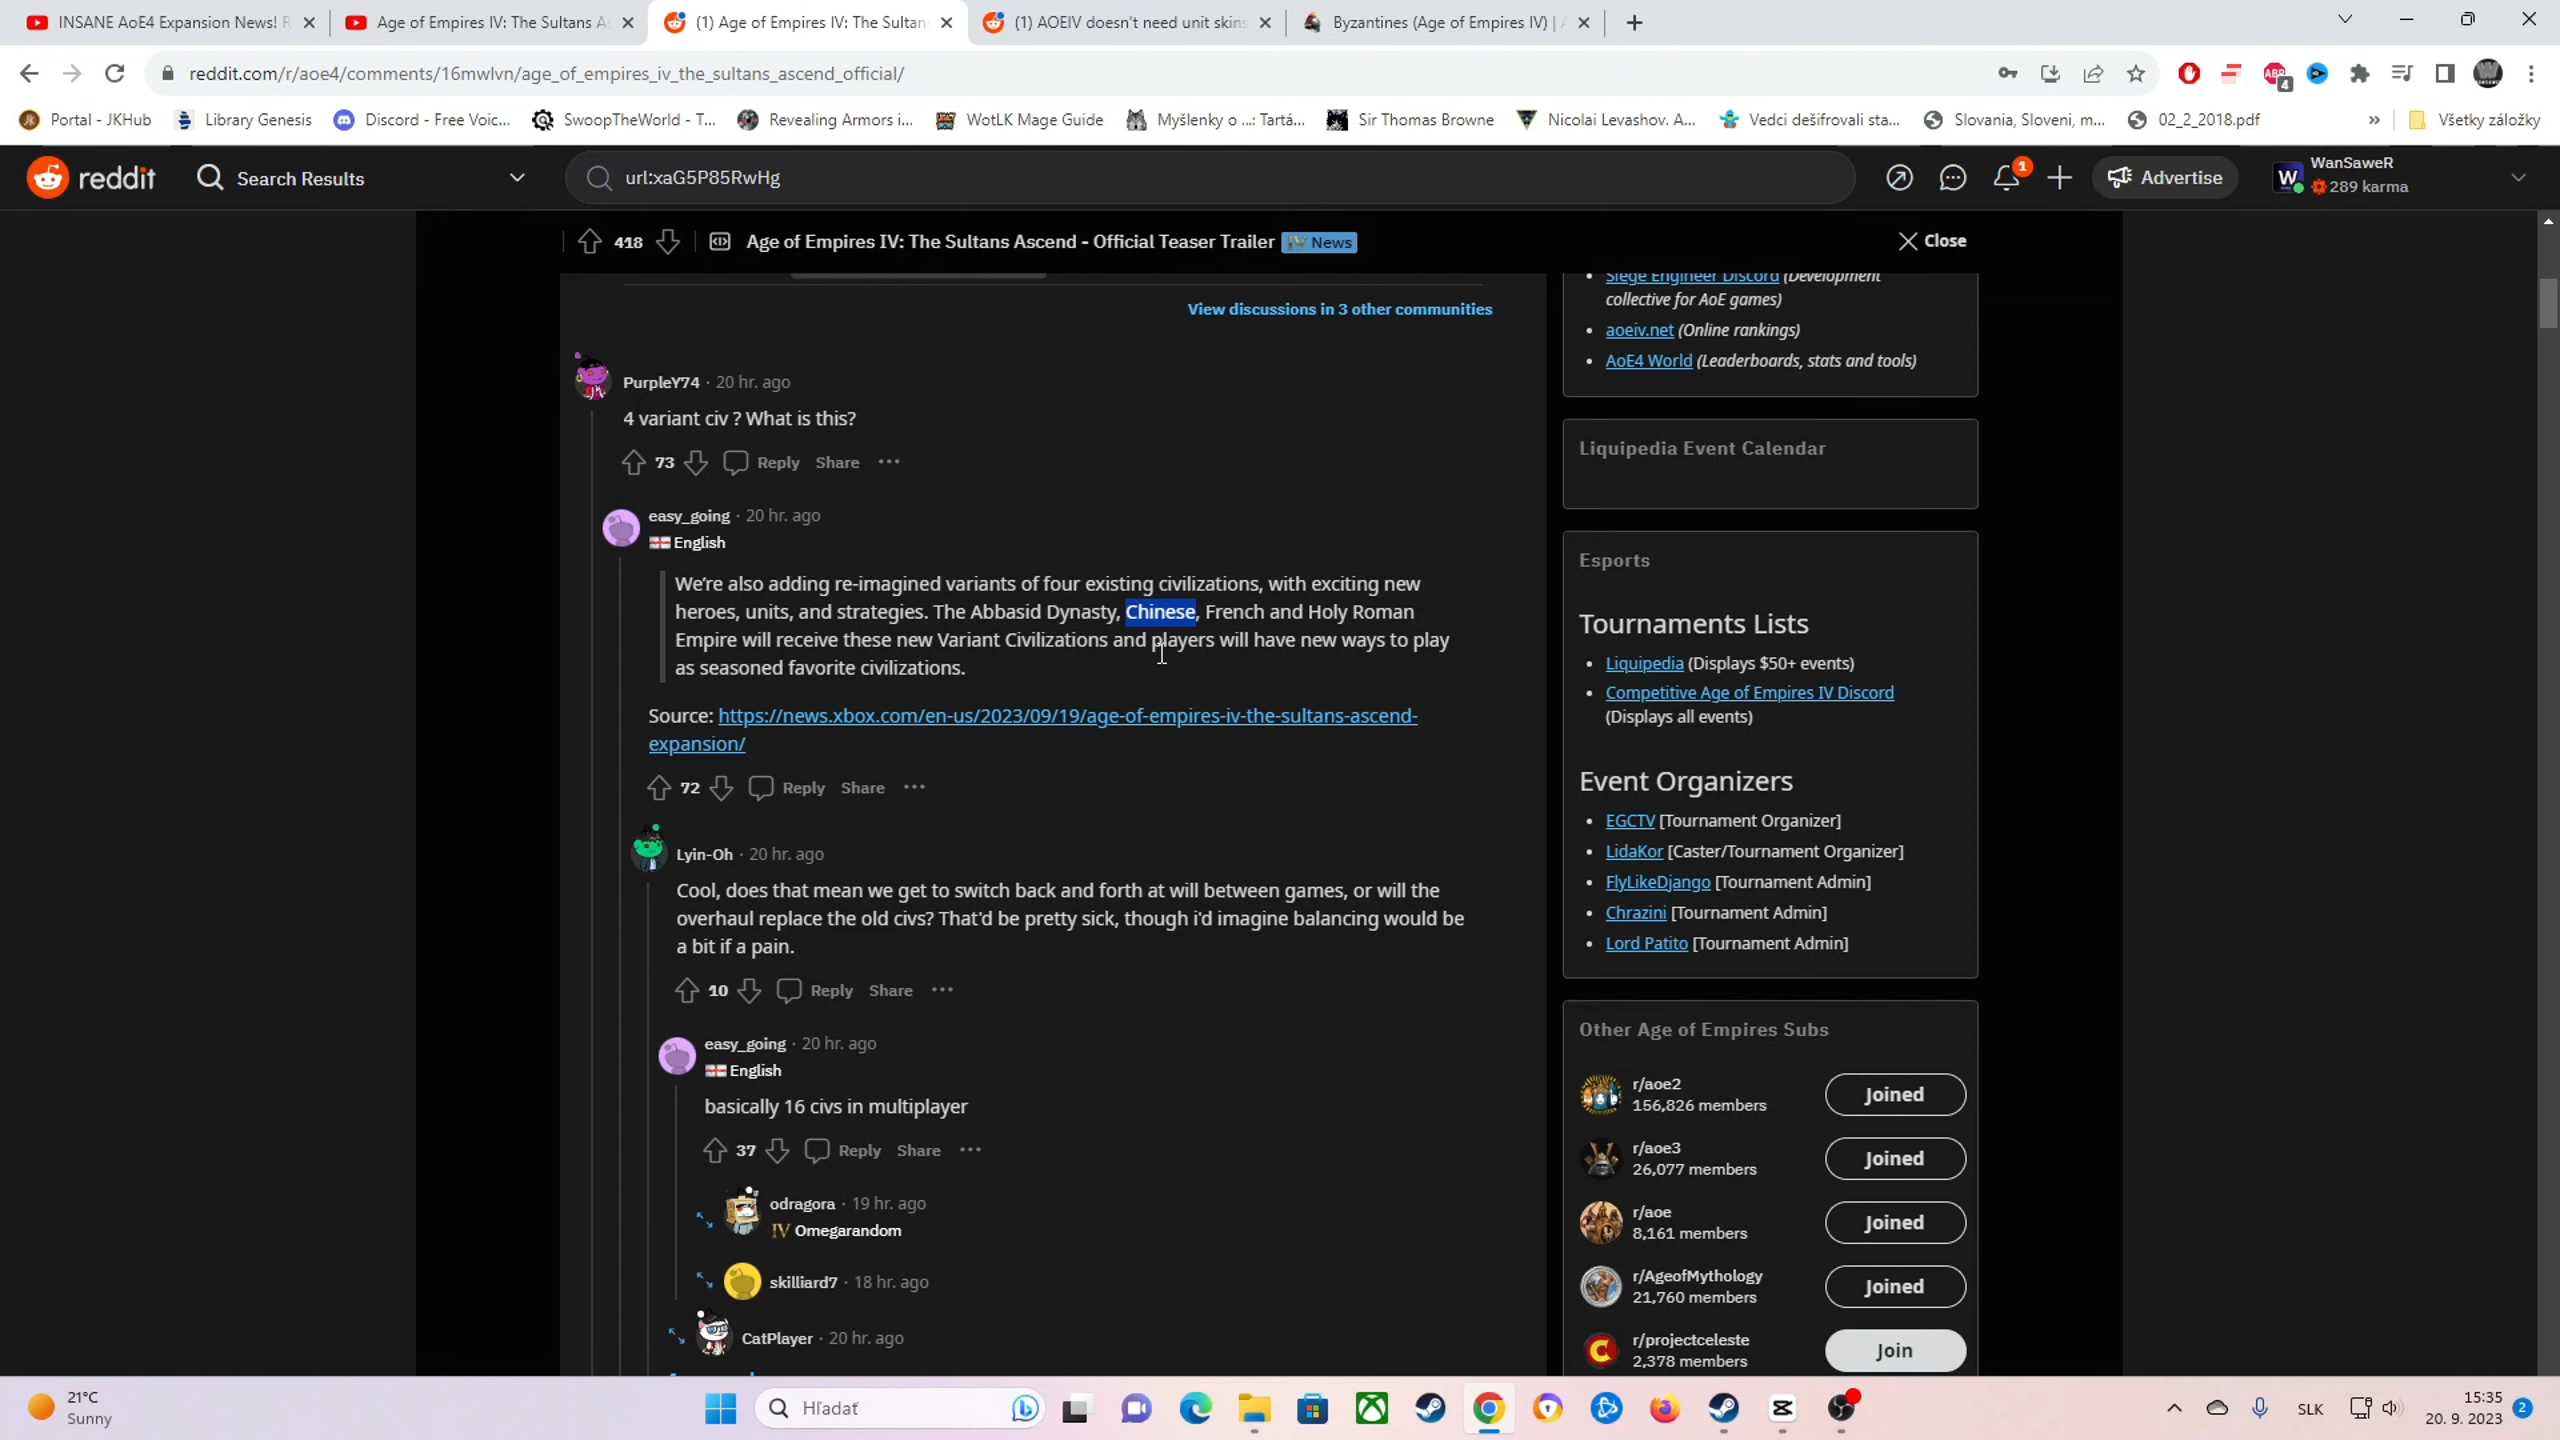 INSANE AoE4 Expansion News! R
Age of Empires IV: The Sultans As
(1) Age of Empires IV: The Sultan
(1) AOEIV doesn't need unit skins
Byzantines (Age of Empires IV) | A
reddit.com/r/aoe4/comments/16mwlvn/age_of_empires_iv_the_sultans_ascend_official/
ABP
4
Portal - JKHub
Library Genesis
Discord - Free Voic...
SwoopTheWorld - T...
Revealing Armors i...
WotLK Mage Guide
Myšlenky o ...: Tartá...
Sir Thomas Browne
Nicolai Levashov. A...
Vedci dešifrovali sta...
Slovania, Sloveni, m...
02_2_2018.pdf
»
Všetky záložky
reddit
Search Results
url:xaG5P85RwHg
1
Advertise
WanSaweR
289 karma
418
Age of Empires IV: The Sultans Ascend - Official Teaser Trailer
IV News
Close
View discussions in 3 other communities
PurpleY74 · 20 hr. ago
4 variant civ ? What is this?
73 Reply Share ···
easy_going · 20 hr. ago
English
We're also adding re-imagined variants of four existing civilizations, with exciting new
heroes, units, and strategies. The Abbasid Dynasty, Chinese, French and Holy Roman
Empire will receive these new Variant Civilizations and players will have new ways to play
as seasoned favorite civilizations.
Source: https://news.xbox.com/en-us/2023/09/19/age-of-empires-iv-the-sultans-ascend-
expansion/
72 Reply Share ···
Lyin-Oh · 20 hr. ago
Cool, does that mean we get to switch back and forth at will between games, or will the
overhaul replace the old civs? That'd be pretty sick, though i'd imagine balancing would be
a bit if a pain.
10 Reply Share ···
easy_going · 20 hr. ago
English
basically 16 civs in multiplayer
37 Reply Share ···
odragora · 19 hr. ago
IV Omegarandom
skilliard7 · 18 hr. ago
CatPlayer · 20 hr. ago
Siege Engineer Discord (Development
collective for AoE games)
aoeiv.net (Online rankings)
AoE4 World (Leaderboards, stats and tools)
Liquipedia Event Calendar
Esports
Tournaments Lists
Liquipedia (Displays $50+ events)
Competitive Age of Empires IV Discord
(Displays all events)
Event Organizers
EGCTV [Tournament Organizer]
LidaKor [Caster/Tournament Organizer]
FlyLikeDjango [Tournament Admin]
Chrazini [Tournament Admin]
Lord Patito [Tournament Admin]
Other Age of Empires Subs
r/aoe2
156,826 members
Joined
r/aoe3
26,077 members
Joined
r/aoe
8,161 members
Joined
r/AgeofMythology
21,760 members
Joined
r/projectceleste
2,378 members
Join
21°C
Sunny
Hľadať
SLK
15:35
20. 9. 2023
2